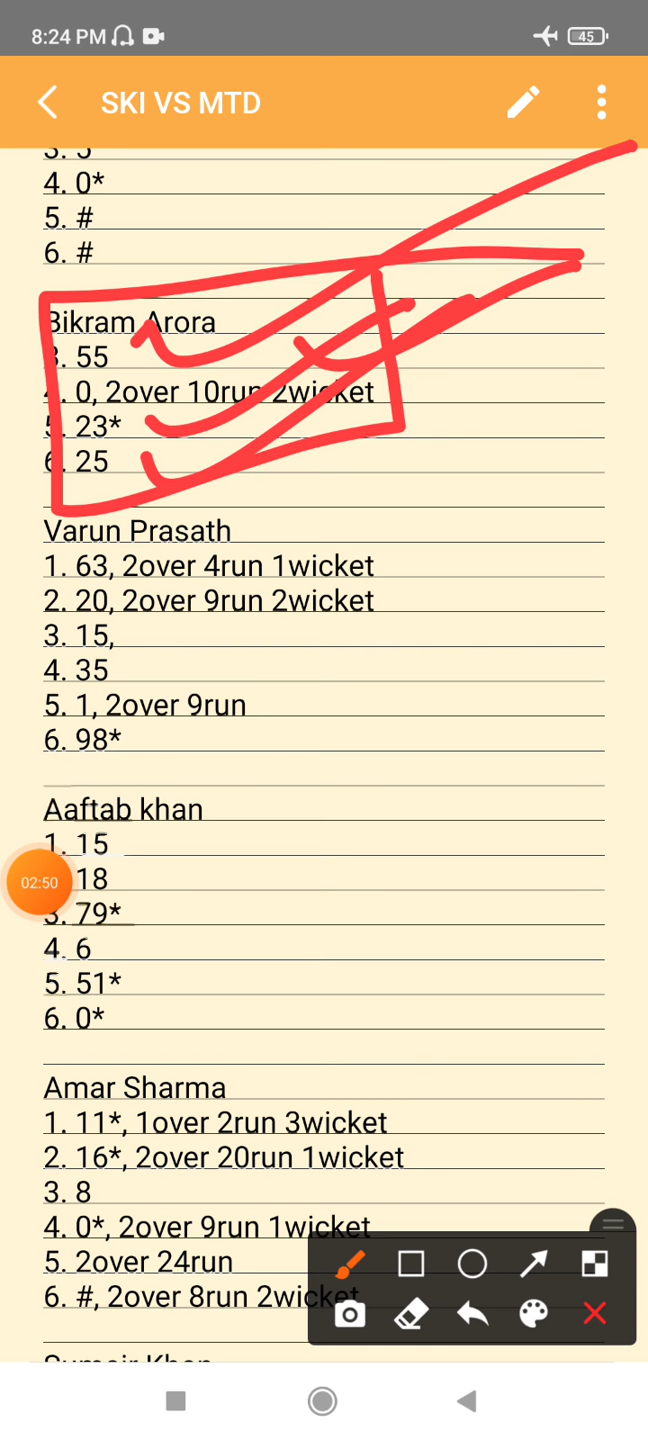 8:24 PM
45
SKI VS MTD
3. 5
4. 0*
5. #
6. #
Bikram Arora
3. 55
4. 0, 2over 10run 2wicket
5. 23*
6. 25
Varun Prasath
1. 63, 2over 4run 1wicket
2. 20, 2over 9run 2wicket
3. 15,
4. 35
5. 1, 2over 9run
6. 98*
Aaftab khan
1. 15
18
02:50
3. 79*
4. 6
5. 51*
6. 0*
Amar Sharma
1. 11*, 1over 2run 3wicket
2. 16*, 2over 20run 1wicket
3. 8
4. 0*, 2over 9run 1wicket
5. 2over 24run
6. #, 2over 8run 2wicket